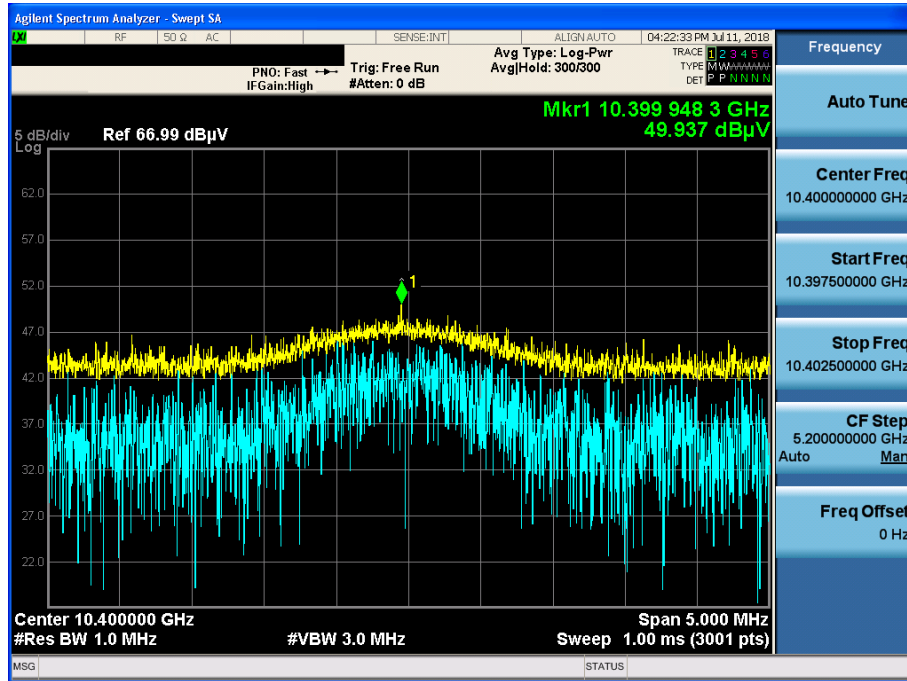 Agilent Spectrum Analyzer - Swept SA
LXI RF 50 Ω AC SENSE:INT ALIGN AUTO 04:22:33 PM Jul 11, 2018
Frequency
PNO: Fast
IFGain:High
Trig: Free Run
#Atten: 0 dB
Avg Type: Log-Pwr
Avg|Hold: 300/300
TRACE 1 2 3 4 5 6
TYPE M W
DET P P N N N N
Mkr1 10.399 948 3 GHz
49.937 dBµV
5 dB/div Ref 66.99 dBµV
Log
62.0
57.0
52.0
47.0
42.0
37.0
32.0
27.0
22.0
1
Center 10.400000 GHz Span 5.000 MHz
#Res BW 1.0 MHz #VBW 3.0 MHz Sweep 1.00 ms (3001 pts)
Auto Tune
Center Freq
10.400000000 GHz
Start Freq
10.397500000 GHz
Stop Freq
10.402500000 GHz
CF Step
5.200000000 GHz
Auto Man
Freq Offset
0 Hz
MSG STATUS